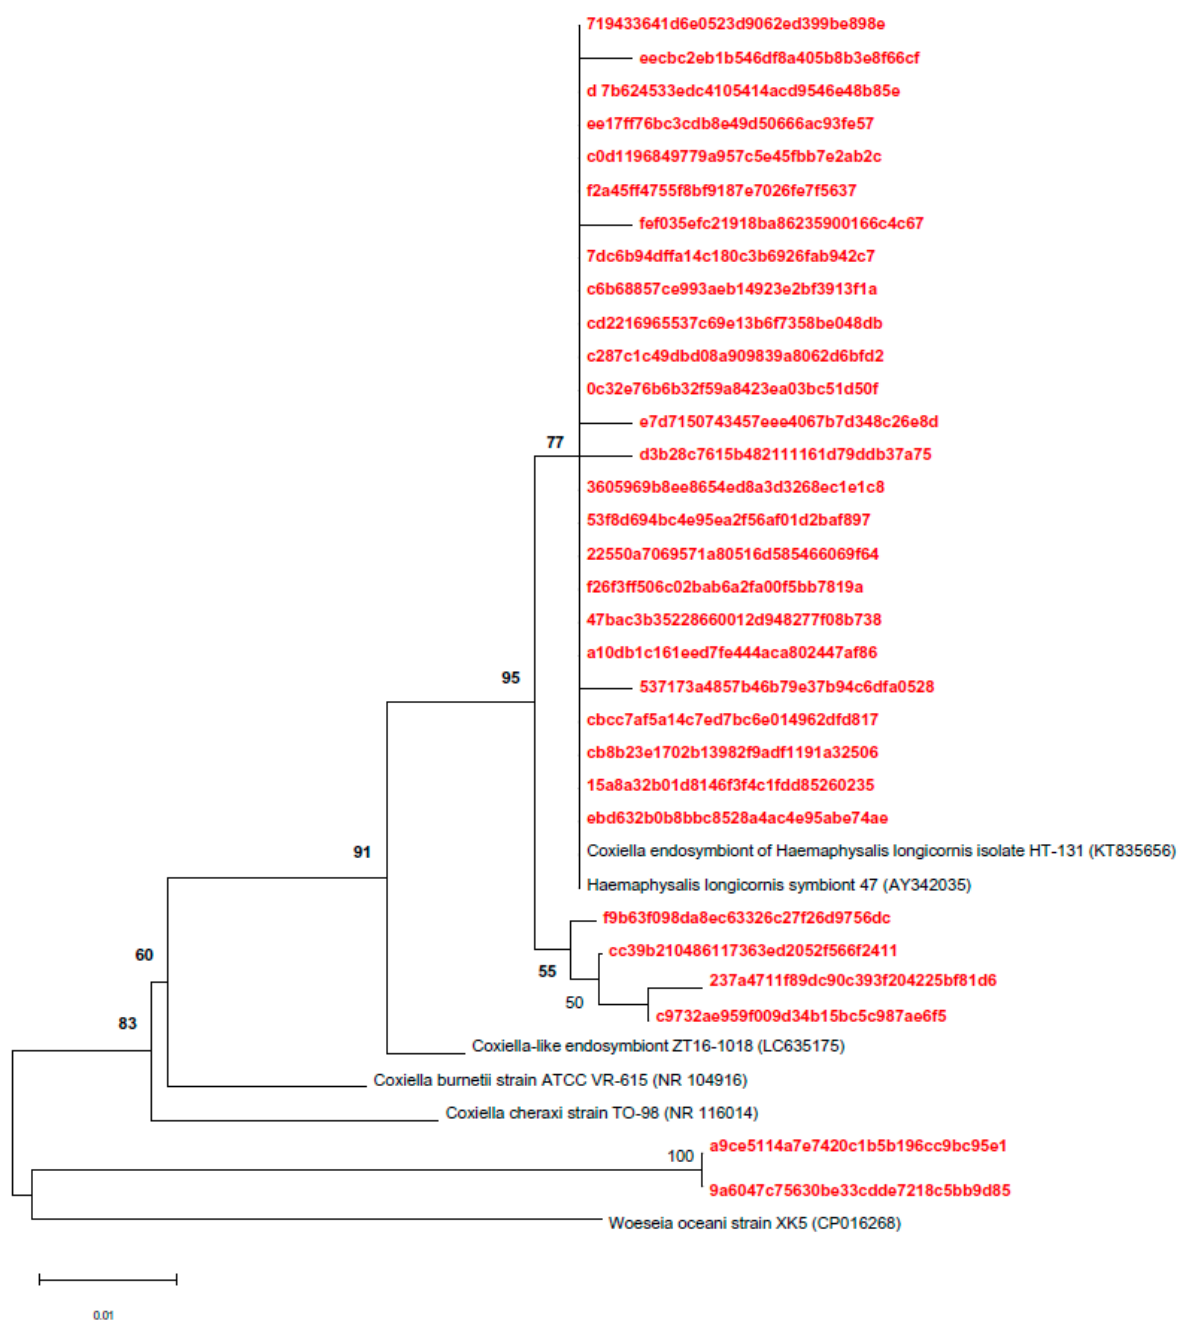 719433641d6e0523d9062ed399be898e
eecbc2eb1b546df8a405b8b3e8f66cf
d 7b624533edc4105414acd9546e48b85e
ee17ff76bc3cdb8e49d50666ac93fe57
c0d1196849779a957c5e45fbb7e2ab2c
f2a45ff4755f8bf9187e7026fe7f5637
fef035efc21918ba86235900166c4c67
7dc6b94dffa14c180c3b6926fab942c7
c6b68857ce993aeb14923e2bf3913f1a
cd2216965537c69e13b6f7358be048db
c287c1c49dbd08a909839a8062d6bfd2
0c32e76b6b32f59a8423ea03bc51d50f
e7d7150743457eee4067b7d348c26e8d
77
d3b28c7615b482111161d79ddb37a75
3605969b8ee8654ed8a3d3268ec1e1c8
53f8d694bc4e95ea2f56af01d2baf897
22550a7069571a80516d585466069f64
f26f3ff506c02bab6a2fa00f5bb7819a
47bac3b35228660012d948277f08b738
a10db1c161eed7fe444aca802447af86
95
537173a4857b46b79e37b94c6dfa0528
cbcc7af5a14c7ed7bc6e014962dfd817
cb8b23e1702b13982f9adf1191a32506
15a8a32b01d8146f3f4c1fdd85260235
ebd632b0b8bbc8528a4ac4e95abe74ae
91
Coxiella endosymbiont of Haemaphysalis longicornis isolate HT-131 (KT835656)
Haemaphysalis longicornis symbiont 47 (AY342035)
f9b63f098da8ec63326c27f26d9756dc
60
cc39b210486117363ed2052f566f2411
55
237a4711f89dc90c393f204225bf81d6
50
c9732ae959f009d34b15bc5c987ae6f5
83
Coxiella-like endosymbiont ZT16-1018 (LC635175)
Coxiella burnetii strain ATCC VR-615 (NR 104916)
Coxiella cheraxi strain TO-98 (NR 116014)
a9ce5114a7e7420c1b5b196cc9bc95e1
100
9a6047c75630be33cdde7218c5bb9d85
Woeseia oceani strain XK5 (CP016268)
0.01